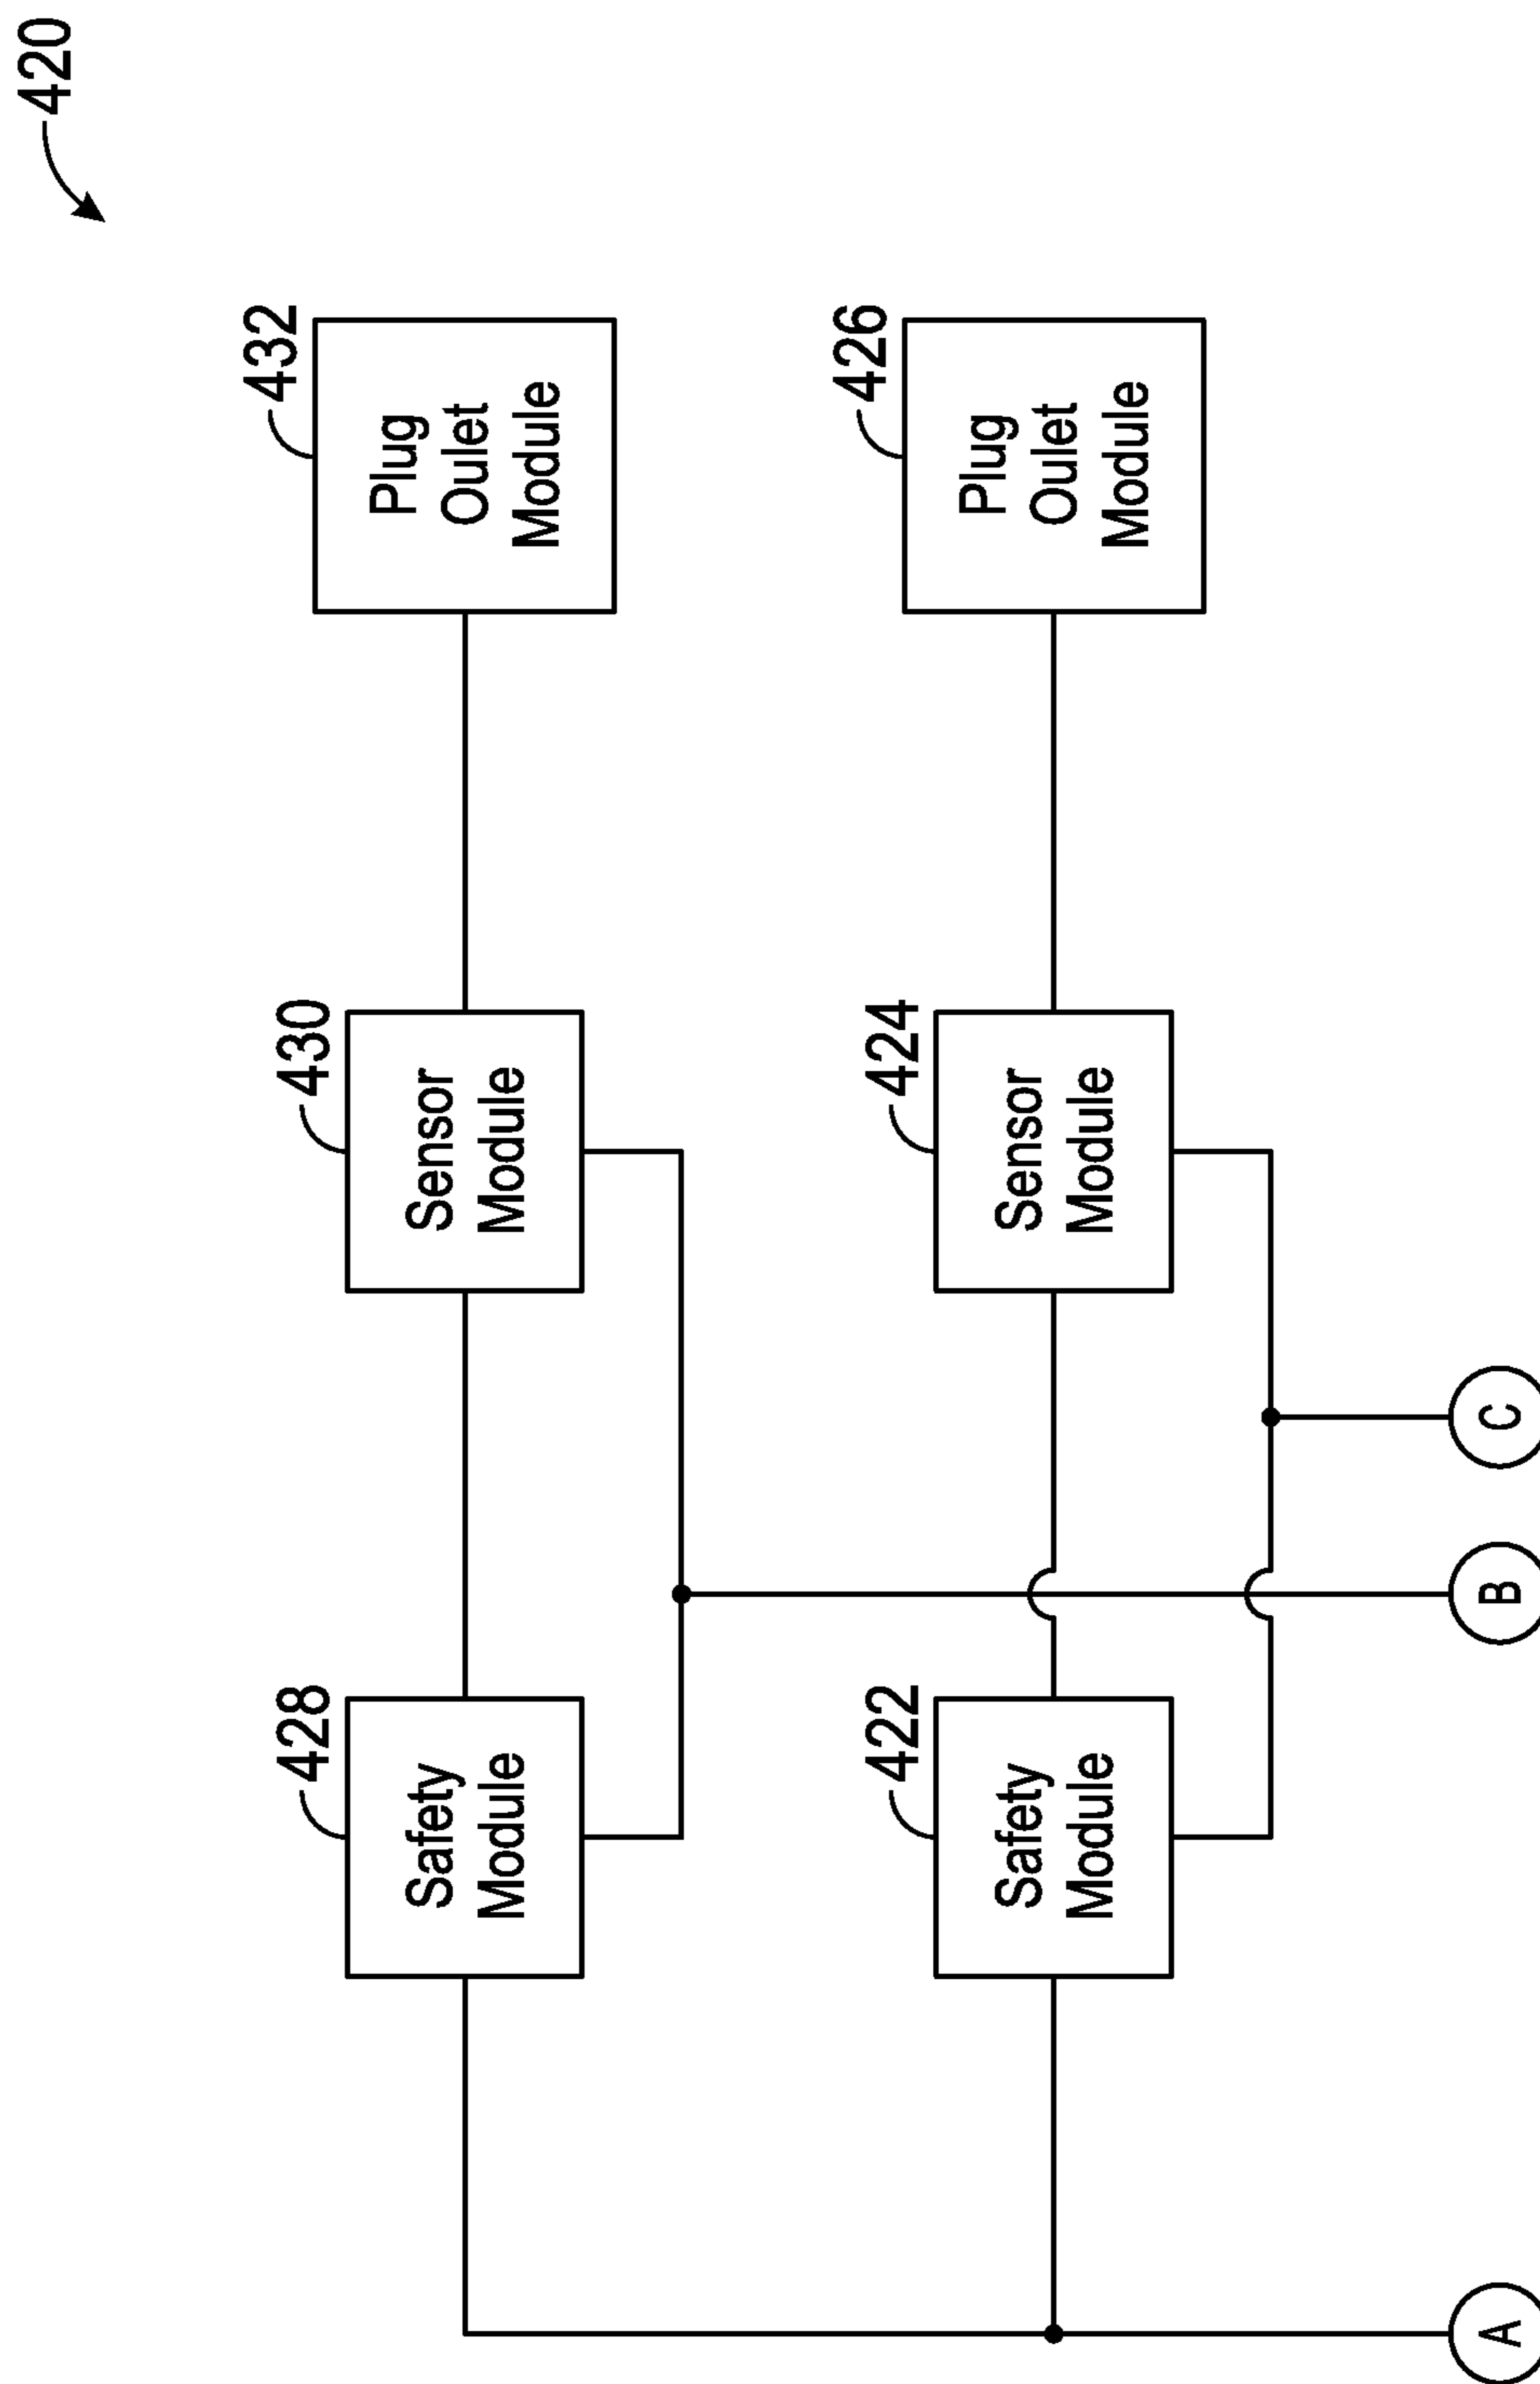 420
428
Safety
Module
430
Sensor
Module
432
Plug
Oulet
Module
422
Safety
Module
424
Sensor
Module
426
Plug
Oulet
Module
A
B
C